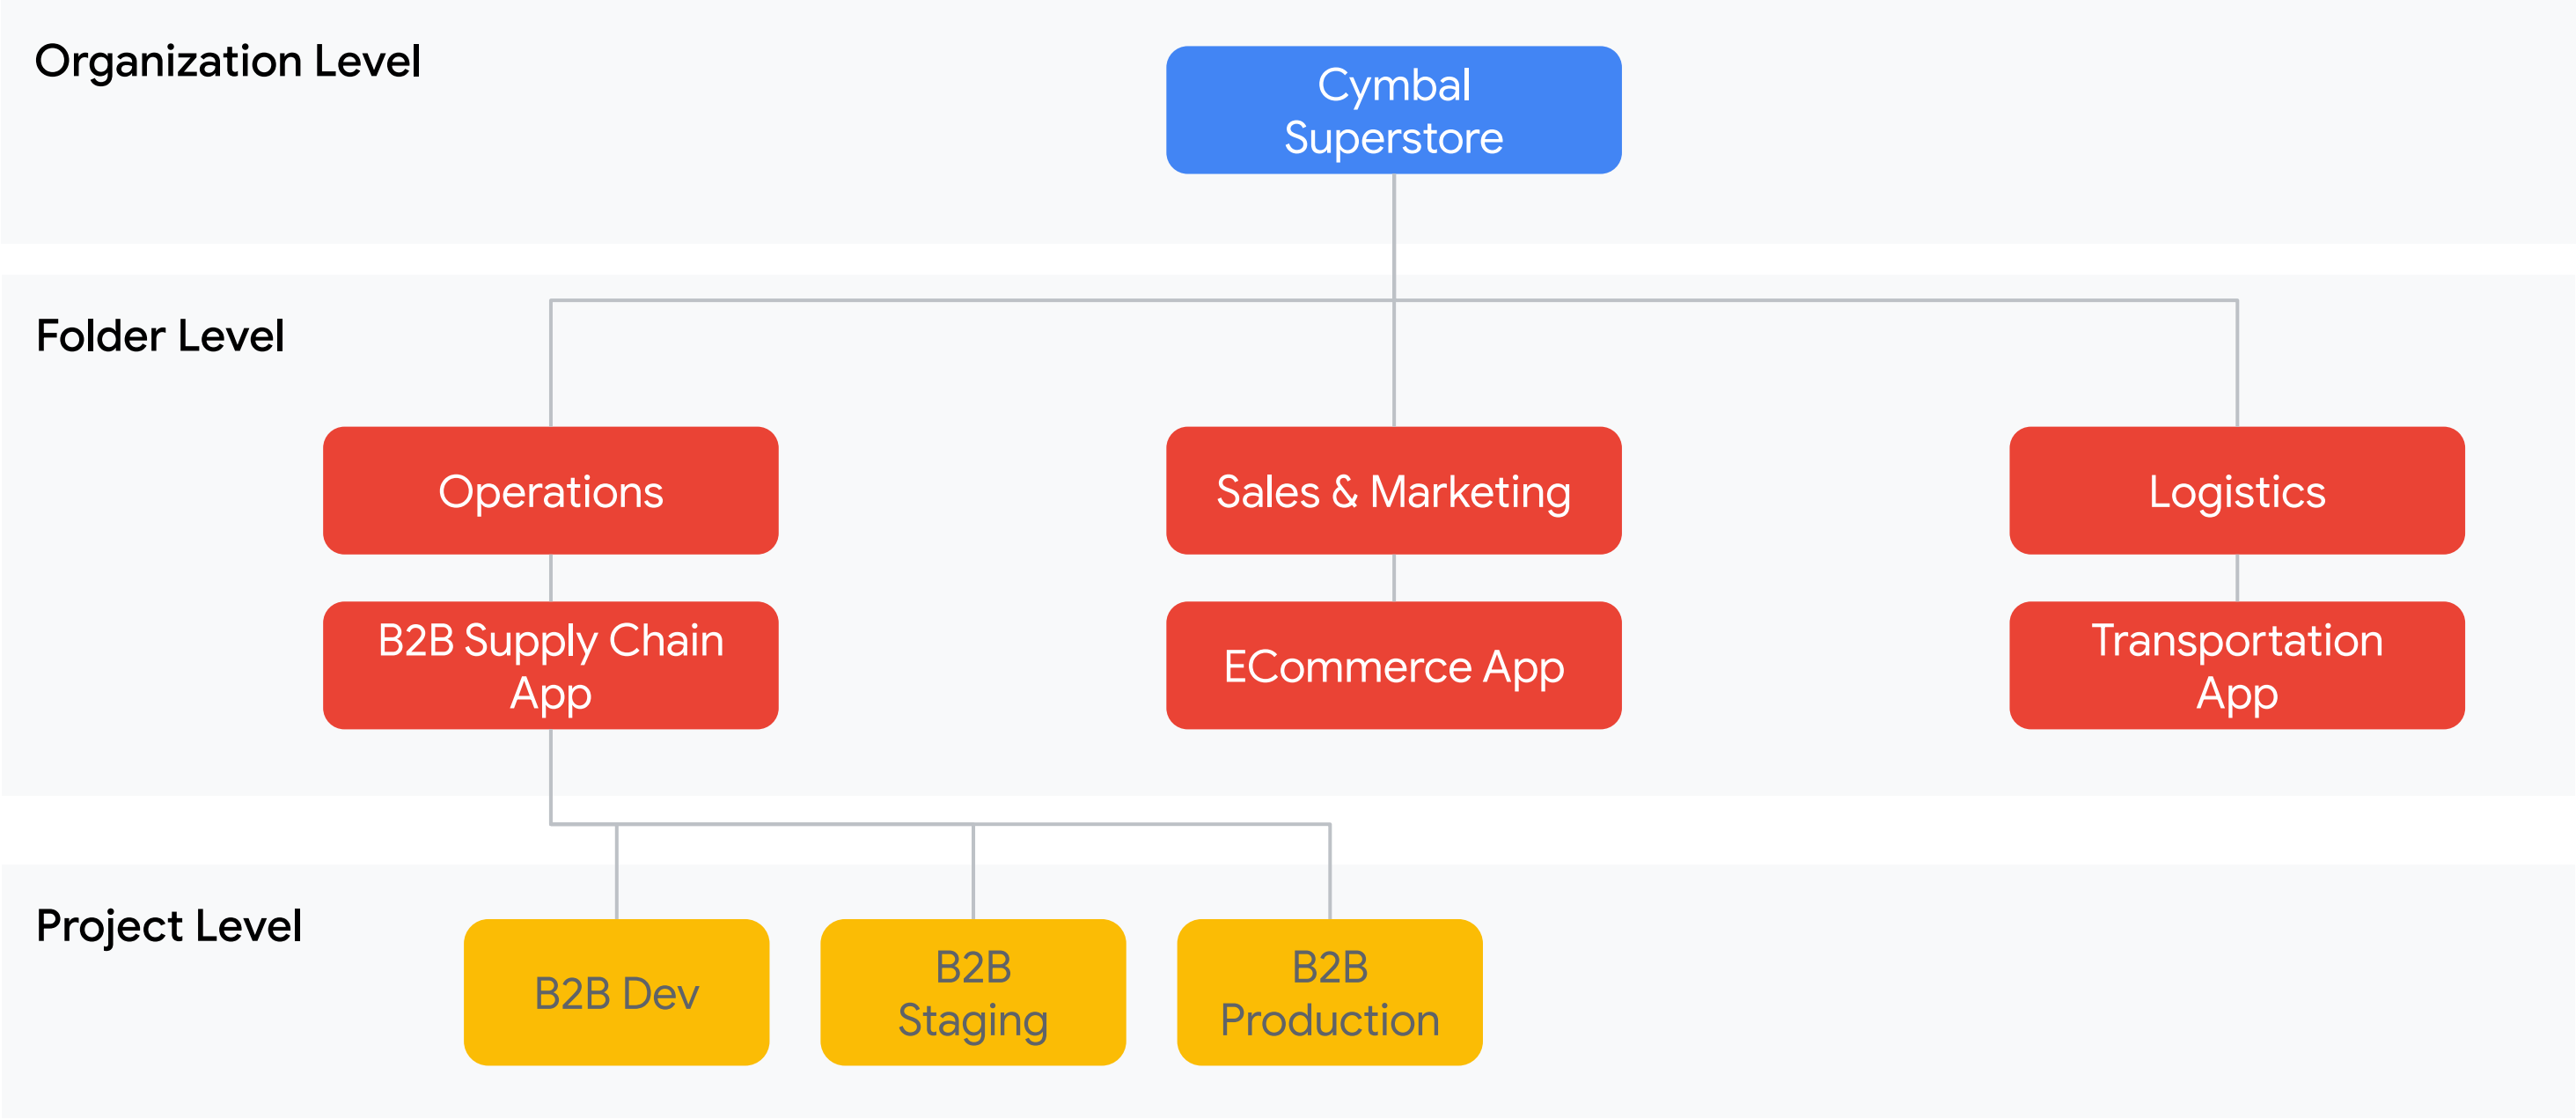 Organization Level
Cymbal
Superstore
Folder Level
Operations
Sales & Marketing
Logistics
B2B Supply Chain
App
ECommerce App
Transportation
App
Project Level
B2B Dev
B2B
Staging
B2B
Production